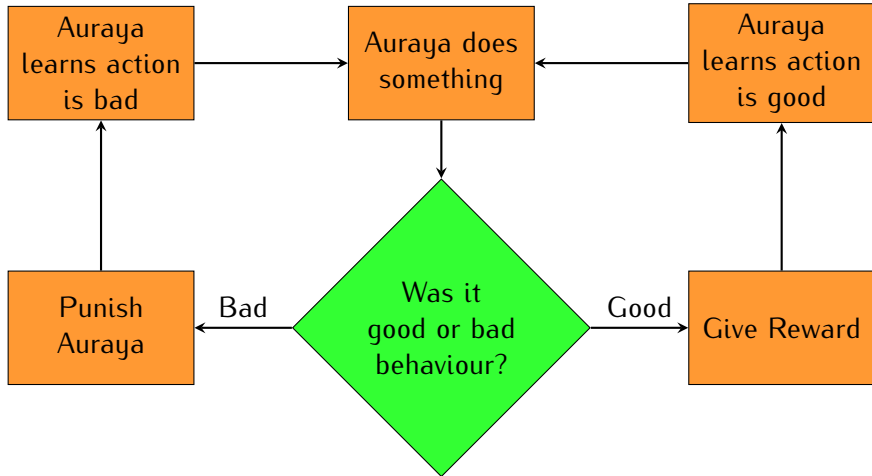 Auraya
learns action
is bad
Auraya does
something
Auraya
learns action
is good
Punish
Auraya
Bad
Was it
good or bad
behaviour?
Good
Give Reward